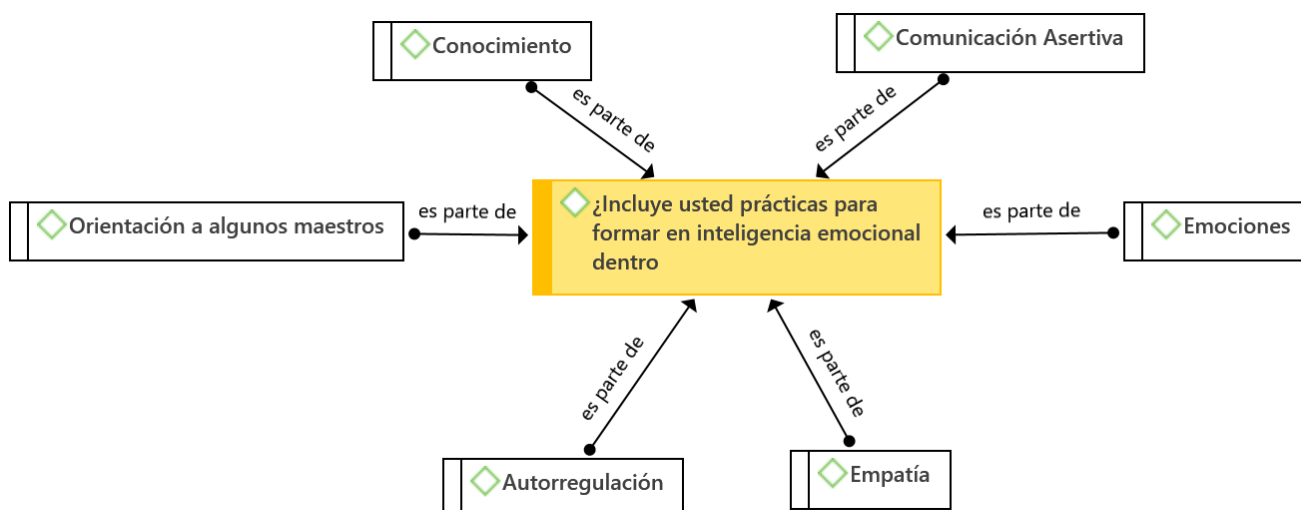 Conocimiento
Comunicación Asertiva
es parte de
es parte de
Orientación a algunos maestros
es parte de
¿Incluye usted prácticas para
formar en inteligencia emocional
dentro
es parte de
Emociones
es parte de
es parte de
Autorregulación
Empatía